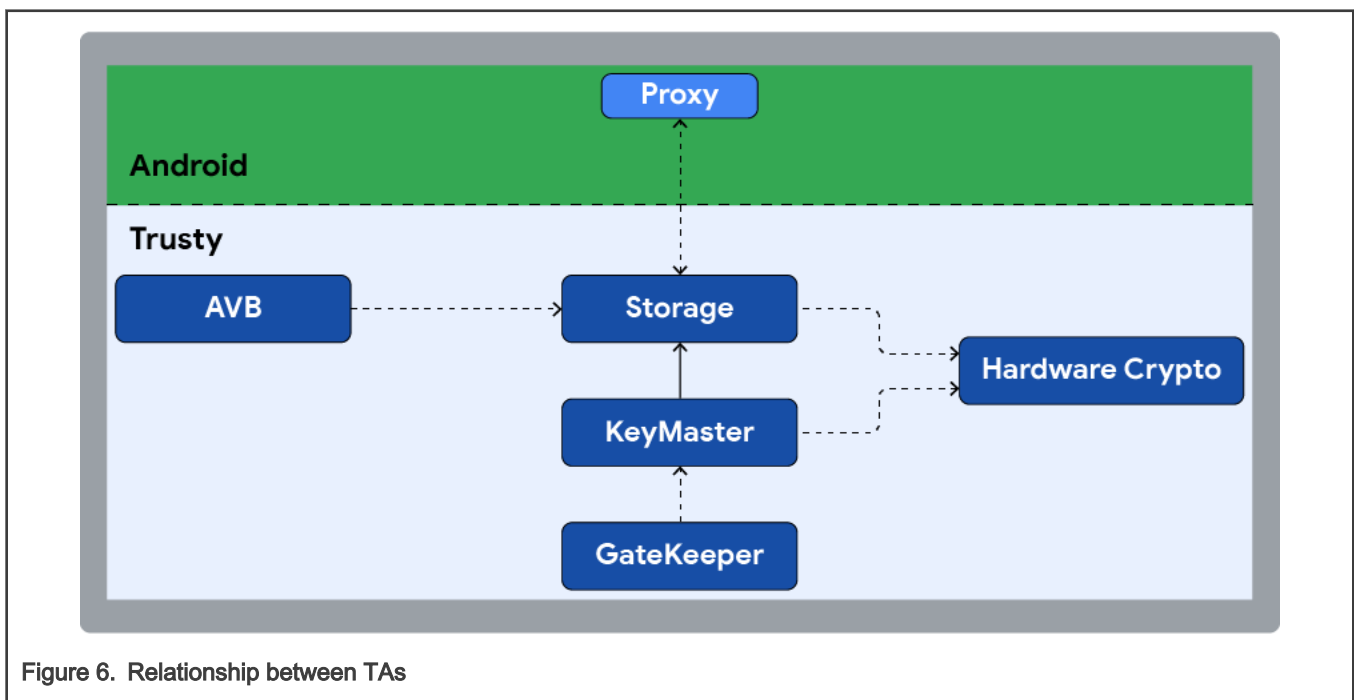 Proxy
Android
Trusty
AVB
Storage
Hardware Crypto
KeyMaster
GateKeeper
Figure 6. Relationship between TAs